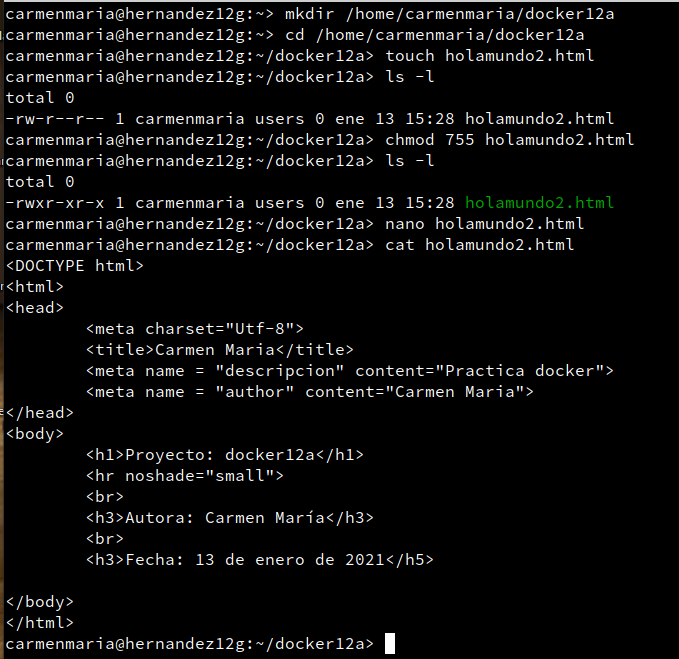 carmenmaria@hernandez12g:~> mkdir /home/carmenmaria/docker12a
carmenmaria@hernandez12g:~> cd /home/carmenmaria/docker12a
carmenmaria@hernandez12g:~/docker12a> touch holamundo2.html
carmenmaria@hernandez12g:~/docker12a> ls -l
total 0
-rw-r--r-- 1 carmenmaria users 0 ene 13 15:28 holamundo2.html
carmenmaria@hernandez12g:~/docker12a> chmod 755 holamundo2.html
carmenmaria@hernandez12g:~/docker12a> ls -l
total 0
-rwxr-xr-x 1 carmenmaria users 0 ene 13 15:28 holamundo2.html
carmenmaria@hernandez12g:~/docker12a> nano holamundo2.html
carmenmaria@hernandez12g:~/docker12a> cat holamundo2.html
<DOCTYPE html>
<html>
<head>
        <meta charset="Utf-8">
        <title>Carmen Maria</title>
        <meta name = "descripcion" content="Practica docker">
        <meta name = "author" content="Carmen Maria">
</head>
<body>
        <h1>Proyecto: docker12a</h1>
        <hr noshade="small">
        <br>
        <h3>Autora: Carmen María</h3>
        <br>
        <h3>Fecha: 13 de enero de 2021</h5>

</body>
</html>
carmenmaria@hernandez12g:~/docker12a>